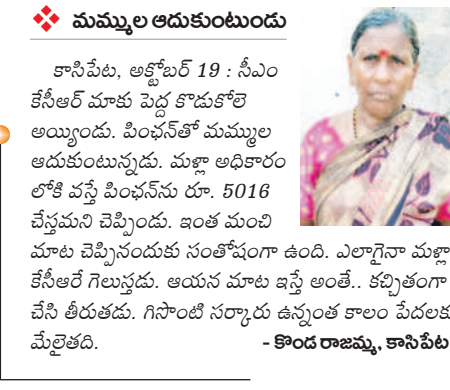 మమ్ముల ఆదుకుంటుండు
కాసిపేట, అక్టోబర్ 19 : సీఎం
కేసీఆర్ మాకు పెద్ద కొడుకోలె
అయ్యిండు. పింఛన్‌తో మమ్ముల
ఆదుకుంటున్నడు. మళ్లా అధికారం
లోకి వస్తే పింఛన్‌ను రూ. 5016
చేస్తమని చెప్పిండు. ఇంత మంచి
మాట చెప్పినందుకు సంతోషంగా ఉంది. ఎలాగైనా మళ్లా
కేసీఆరే గెలుస్తడు. ఆయన మాట ఇస్తే అంతే.. కచ్చితంగా
చేసి తీరుతడు. గిసొంటి సర్కారు ఉన్నంత కాలం పేదలకు
మేలైతది. - కొండ రాజమ్మ, కాసిపేట